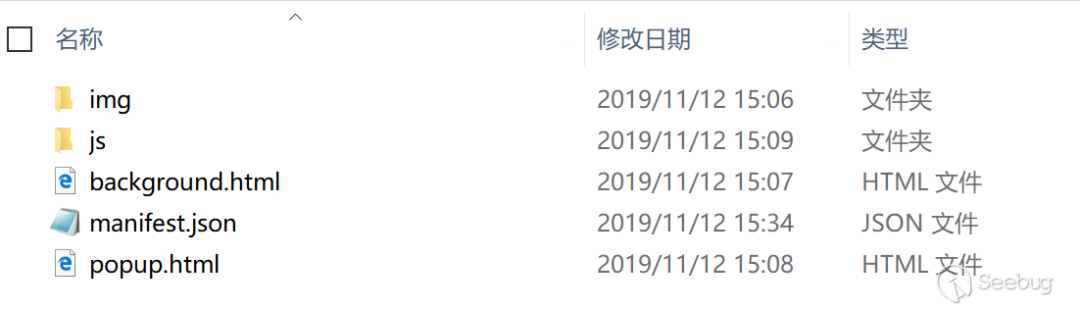 名称 修改日期 类型
img 2019/11/12 15:06 文件夹
js 2019/11/12 15:09 文件夹
background.html 2019/11/12 15:07 HTML 文件
manifest.json 2019/11/12 15:34 JSON 文件
popup.html 2019/11/12 15:08 HTML 文件
Seebug